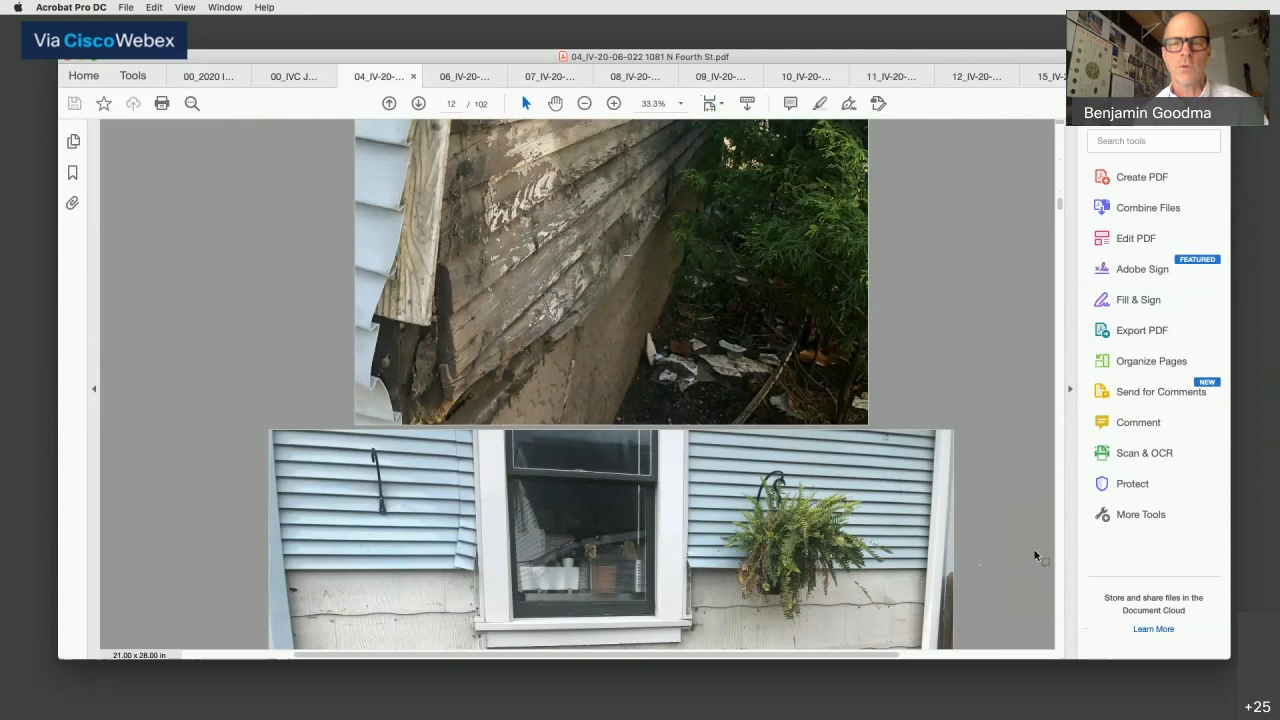 Acrobat Pro DC File Edit View Window Help
Via CiscoWebex
04_IV-20-06-022 1081 N Fourth St.pdf
Home Tools 00_2020 I... 00_IVC J... 04_IV-20-... × 06_IV-20-... 07_IV-20-... 08_IV-20-... 09_IV-20-... 10_IV-20-... 11_IV-20-... 12_IV-20-... 15_IV
12 / 102 33.3%
Benjamin Goodma
Search tools
Create PDF
Combine Files
Edit PDF
FEATURED
Adobe Sign
Fill & Sign
Export PDF
Organize Pages
NEW
Send for Comments
Comment
Scan & OCR
Protect
More Tools
Store and share files in the
Document Cloud
Learn More
21.00 x 28.00 in
+25